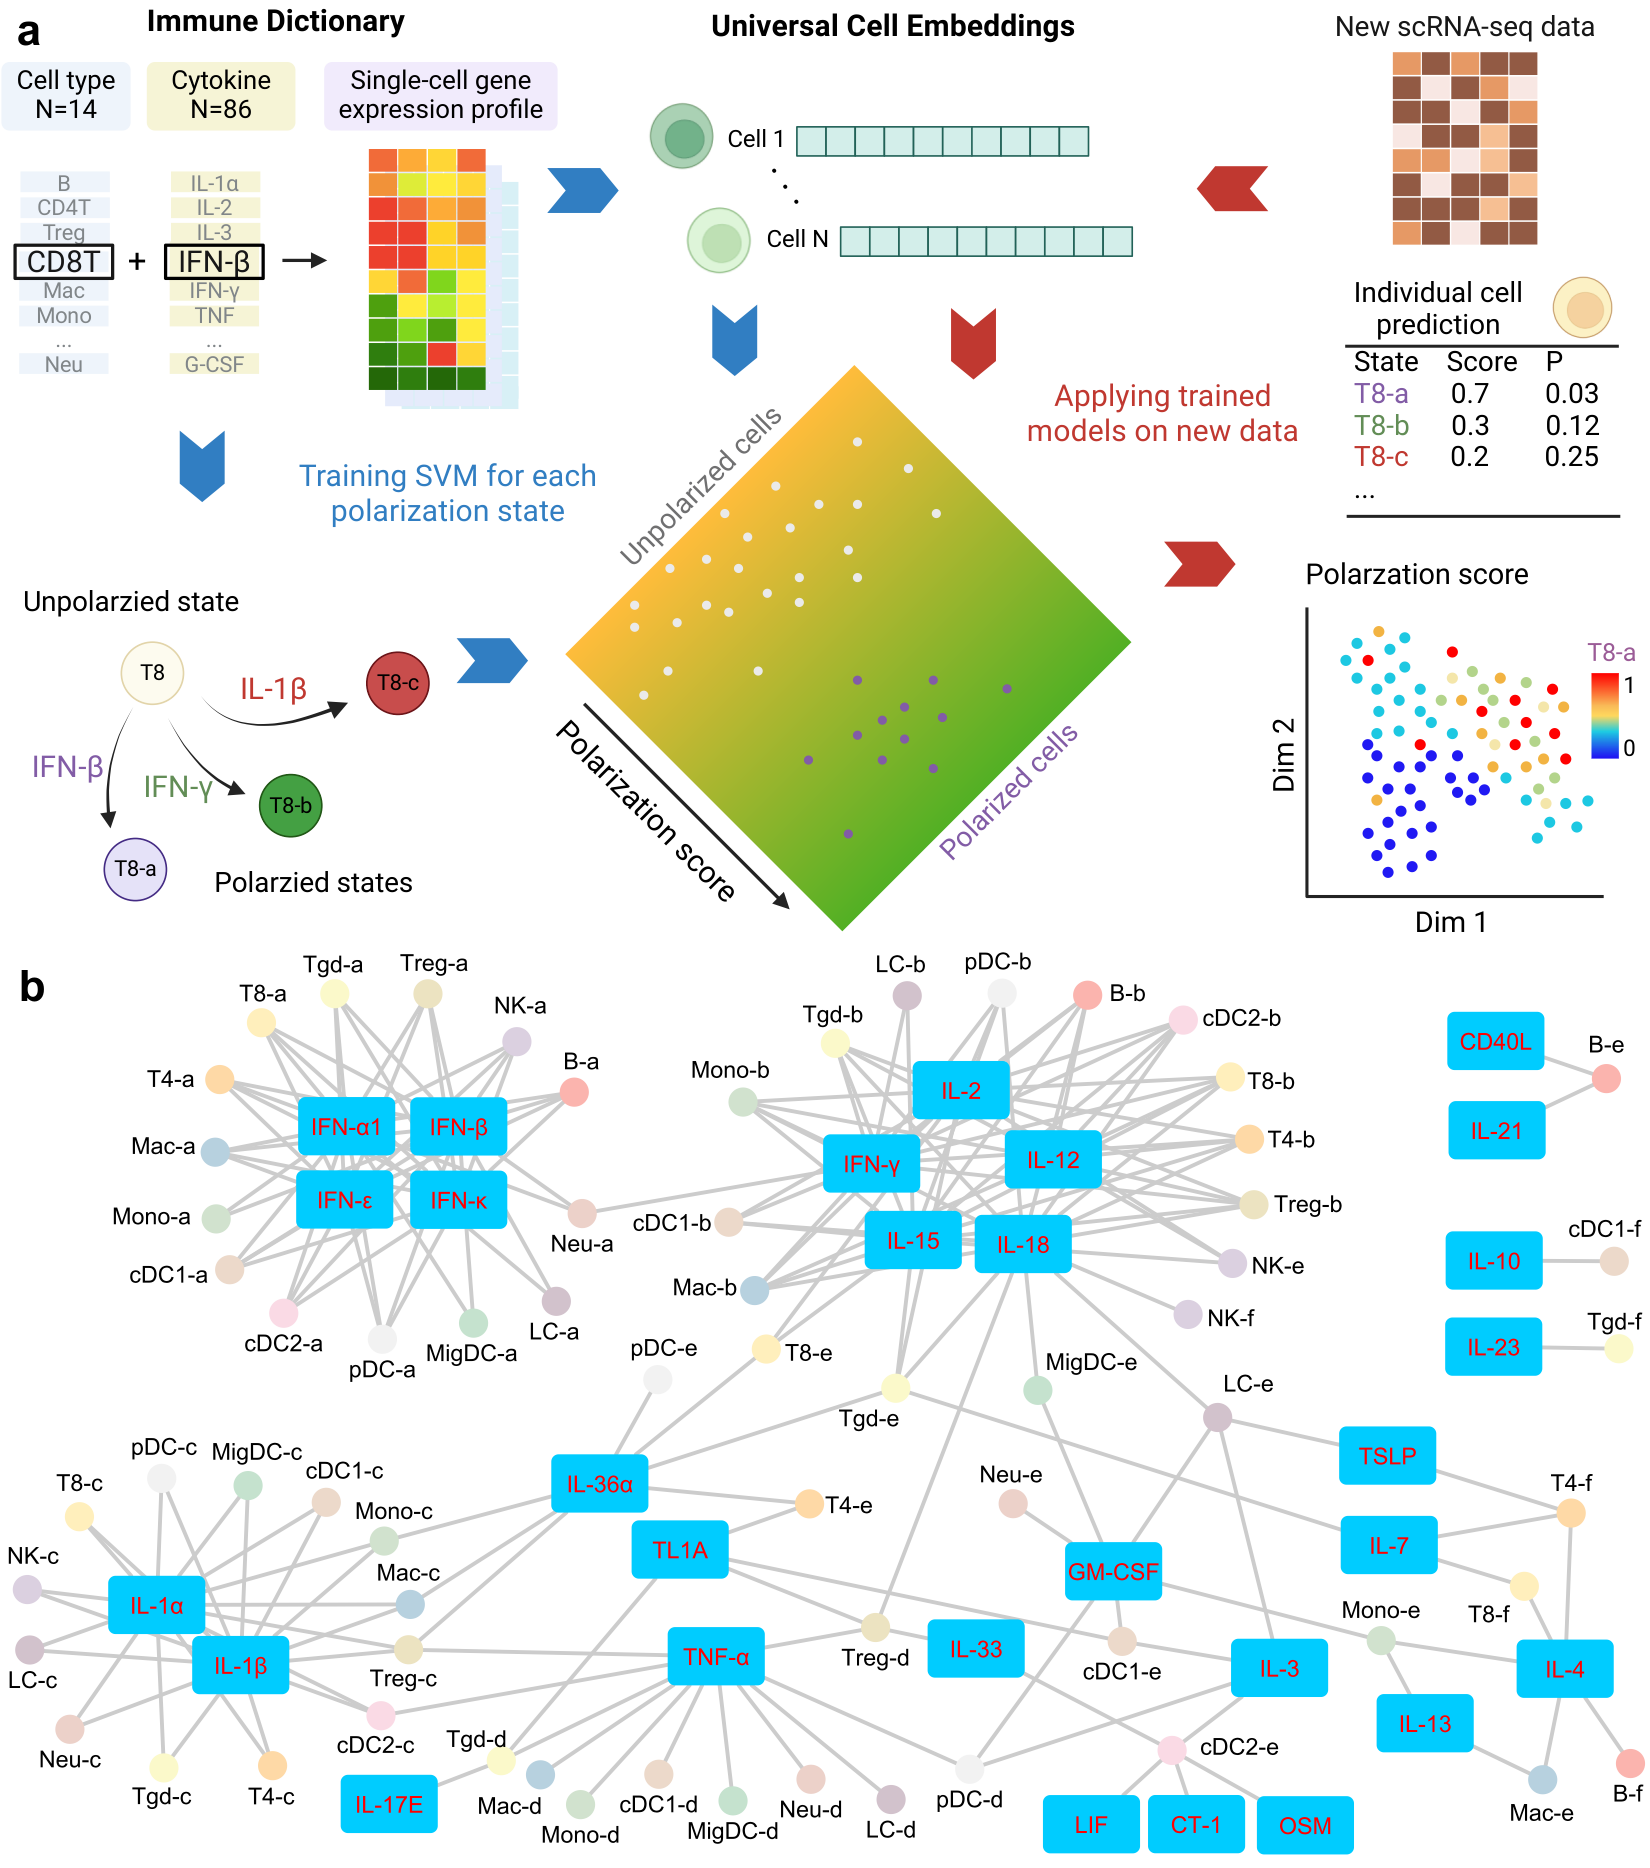 a
Immune Dictionary
Universal Cell Embeddings
New scRNA-seq data
Cell type
N=14
Cytokine
N=86
Single-cell gene
expression profile
B
CD4T
Treg
CD8T
Mac
Mono
...
Neu
+
IL-1α
IL-2
IL-3
IFN-β
IFN-γ
TNF
...
G-CSF
Cell 1
Cell N
Individual cell
prediction
State Score P
T8-a 0.7 0.03
T8-b 0.3 0.12
T8-c 0.2 0.25
...
Applying trained
models on new data
Training SVM for each
polarization state
Unpolarized cells
Polarized cells
Polarization score
Unpolarzied state
T8
IL-1β
T8-c
IFN-β
IFN-γ
T8-b
T8-a
Polarzied states
Polarzation score
T8-a
1
0
Dim 2
Dim 1
b
Tgd-a
Treg-a
T8-a
NK-a
T4-a
B-a
IFN-α1
IFN-β
Mac-a
IFN-ε
IFN-κ
Mono-a
Neu-a
cDC1-a
cDC2-a
pDC-a
MigDC-a
LC-a
LC-b
pDC-b
B-b
Tgd-b
cDC2-b
Mono-b
IL-2
T8-b
IFN-γ
IL-12
T4-b
cDC1-b
Treg-b
IL-15
IL-18
Mac-b
NK-e
NK-f
T8-e
pDC-e
MigDC-e
Tgd-e
LC-e
CD40L
B-e
IL-21
IL-10
cDC1-f
IL-23
Tgd-f
pDC-c
MigDC-c
T8-c
cDC1-c
Mono-c
NK-c
Mac-c
IL-1α
IL-1β
LC-c
Treg-c
Neu-c
cDC2-c
Tgd-c
T4-c
IL-36α
T4-e
TL1A
Neu-e
GM-CSF
TSLP
T4-f
IL-7
T8-f
Mono-e
TNF-α
Treg-d
IL-33
cDC1-e
IL-3
IL-4
IL-13
Tgd-d
IL-17E
Mac-d
Mono-d
cDC1-d
MigDC-d
Neu-d
LC-d
pDC-d
cDC2-e
LIF
CT-1
OSM
Mac-e
B-f